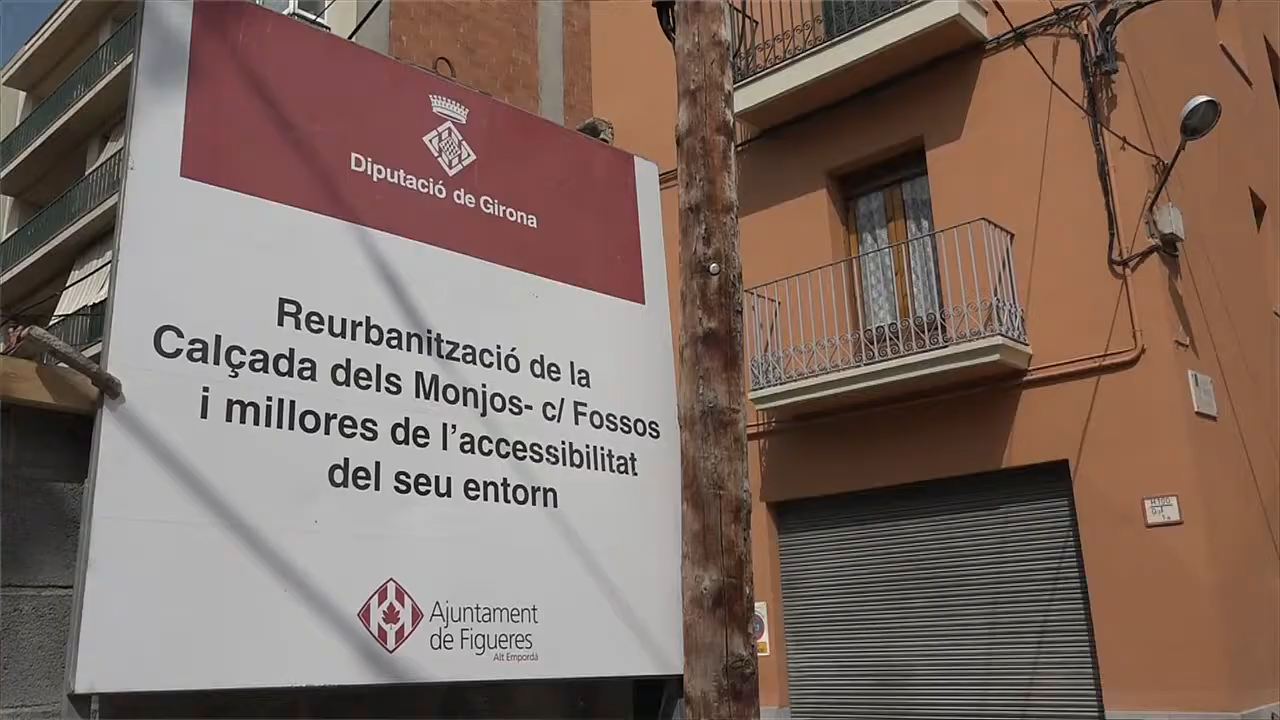 Diputació de Girona
Reurbanització de la
Calçada dels Monjos- c/ Fossos
i millores de l'accessibilitat
del seu entorn
Ajuntament
de Figueres
Alt Empordà